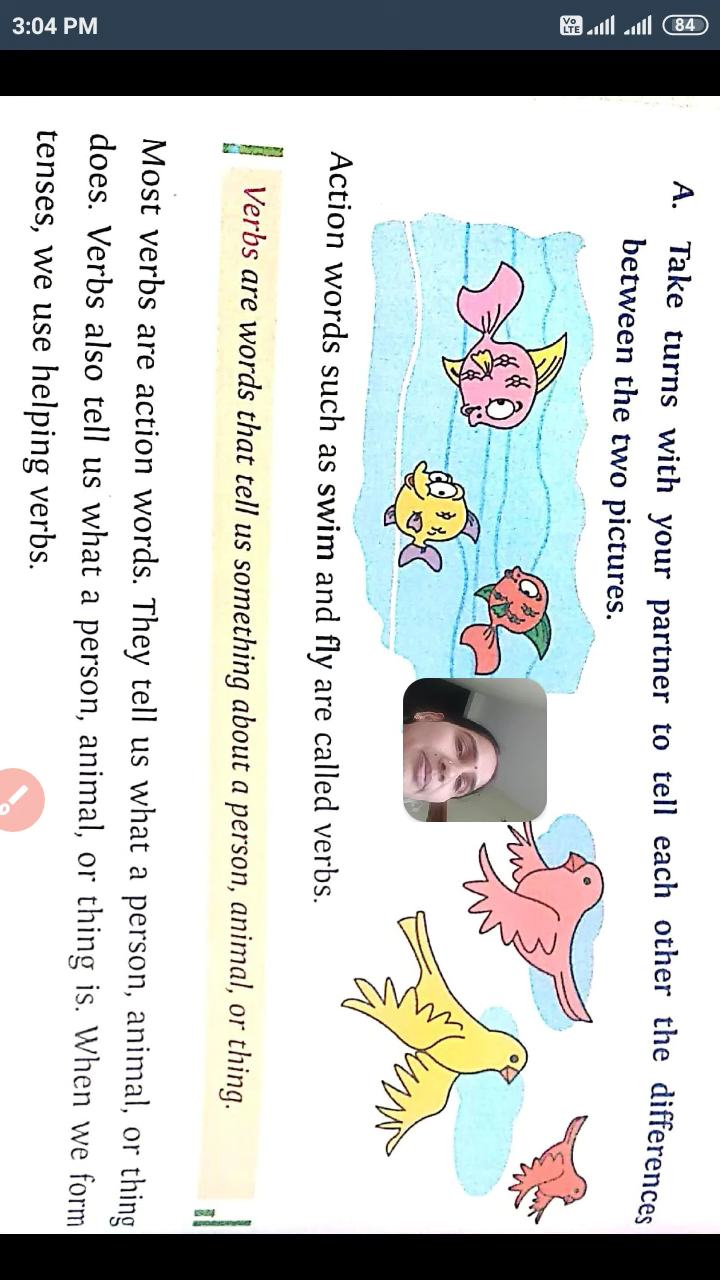 3:04 PM
Vo
LTE
84
A. Take turns with your partner to tell each other the differences
between the two pictures.
Action words such as swim and fly are called verbs.
Verbs are words that tell us something about a person, animal, or thing.
Most verbs are action words. They tell us what a person, animal, or thing
does. Verbs also tell us what a person, animal, or thing is. When we form
tenses, we use helping verbs.